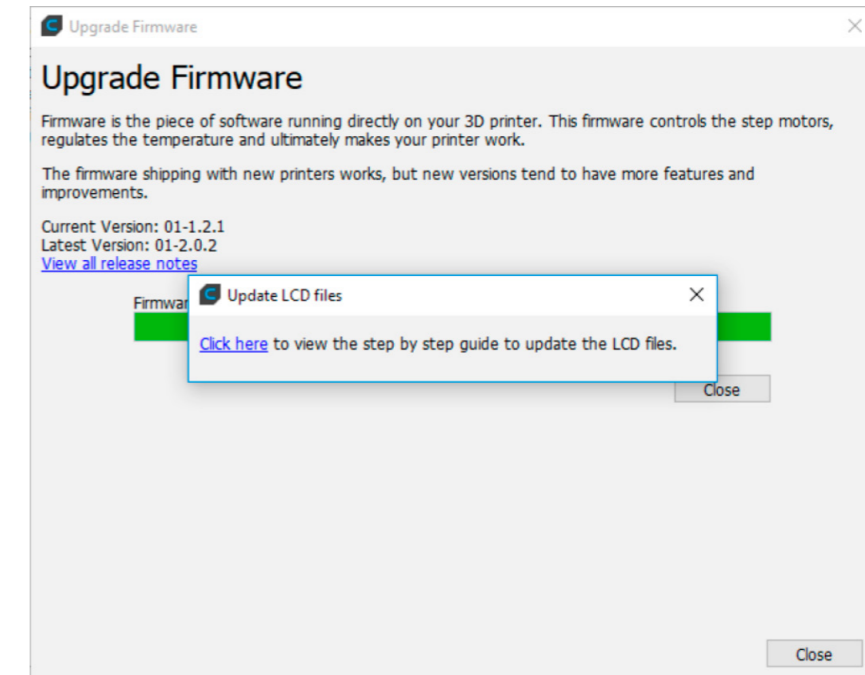 Upgrade Firmware
Upgrade Firmware
Firmware is the piece of software running directly on your 3D printer. This firmware controls the step motors,
regulates the temperature and ultimately makes your printer work.
The firmware shipping with new printers works, but new versions tend to have more features and
improvements.
Current Version: 01-1.2.1
Latest Version: 01-2.0.2
View all release notes
Update LCD files
Click here to view the step by step guide to update the LCD files.
Close
Close